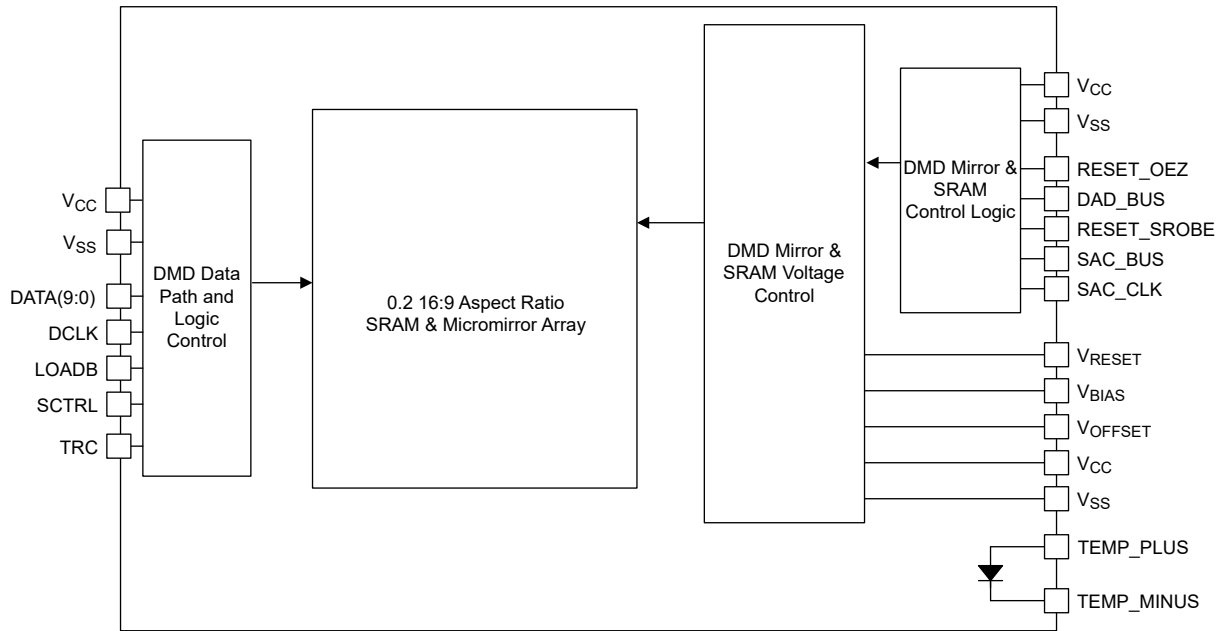 VCC
VSS
DATA(9:0)
DCLK
LOADB
SCTRL
TRC
DMD Data
Path and
Logic
Control
0.2 16:9 Aspect Ratio
SRAM & Micromirror Array
DMD Mirror &
SRAM Voltage
Control
DMD Mirror &
SRAM
Control Logic
VCC
VSS
RESET_OEZ
DAD_BUS
RESET_SROBE
SAC_BUS
SAC_CLK
VRESET
VBIAS
VOFFSET
VCC
VSS
TEMP_PLUS
TEMP_MINUS